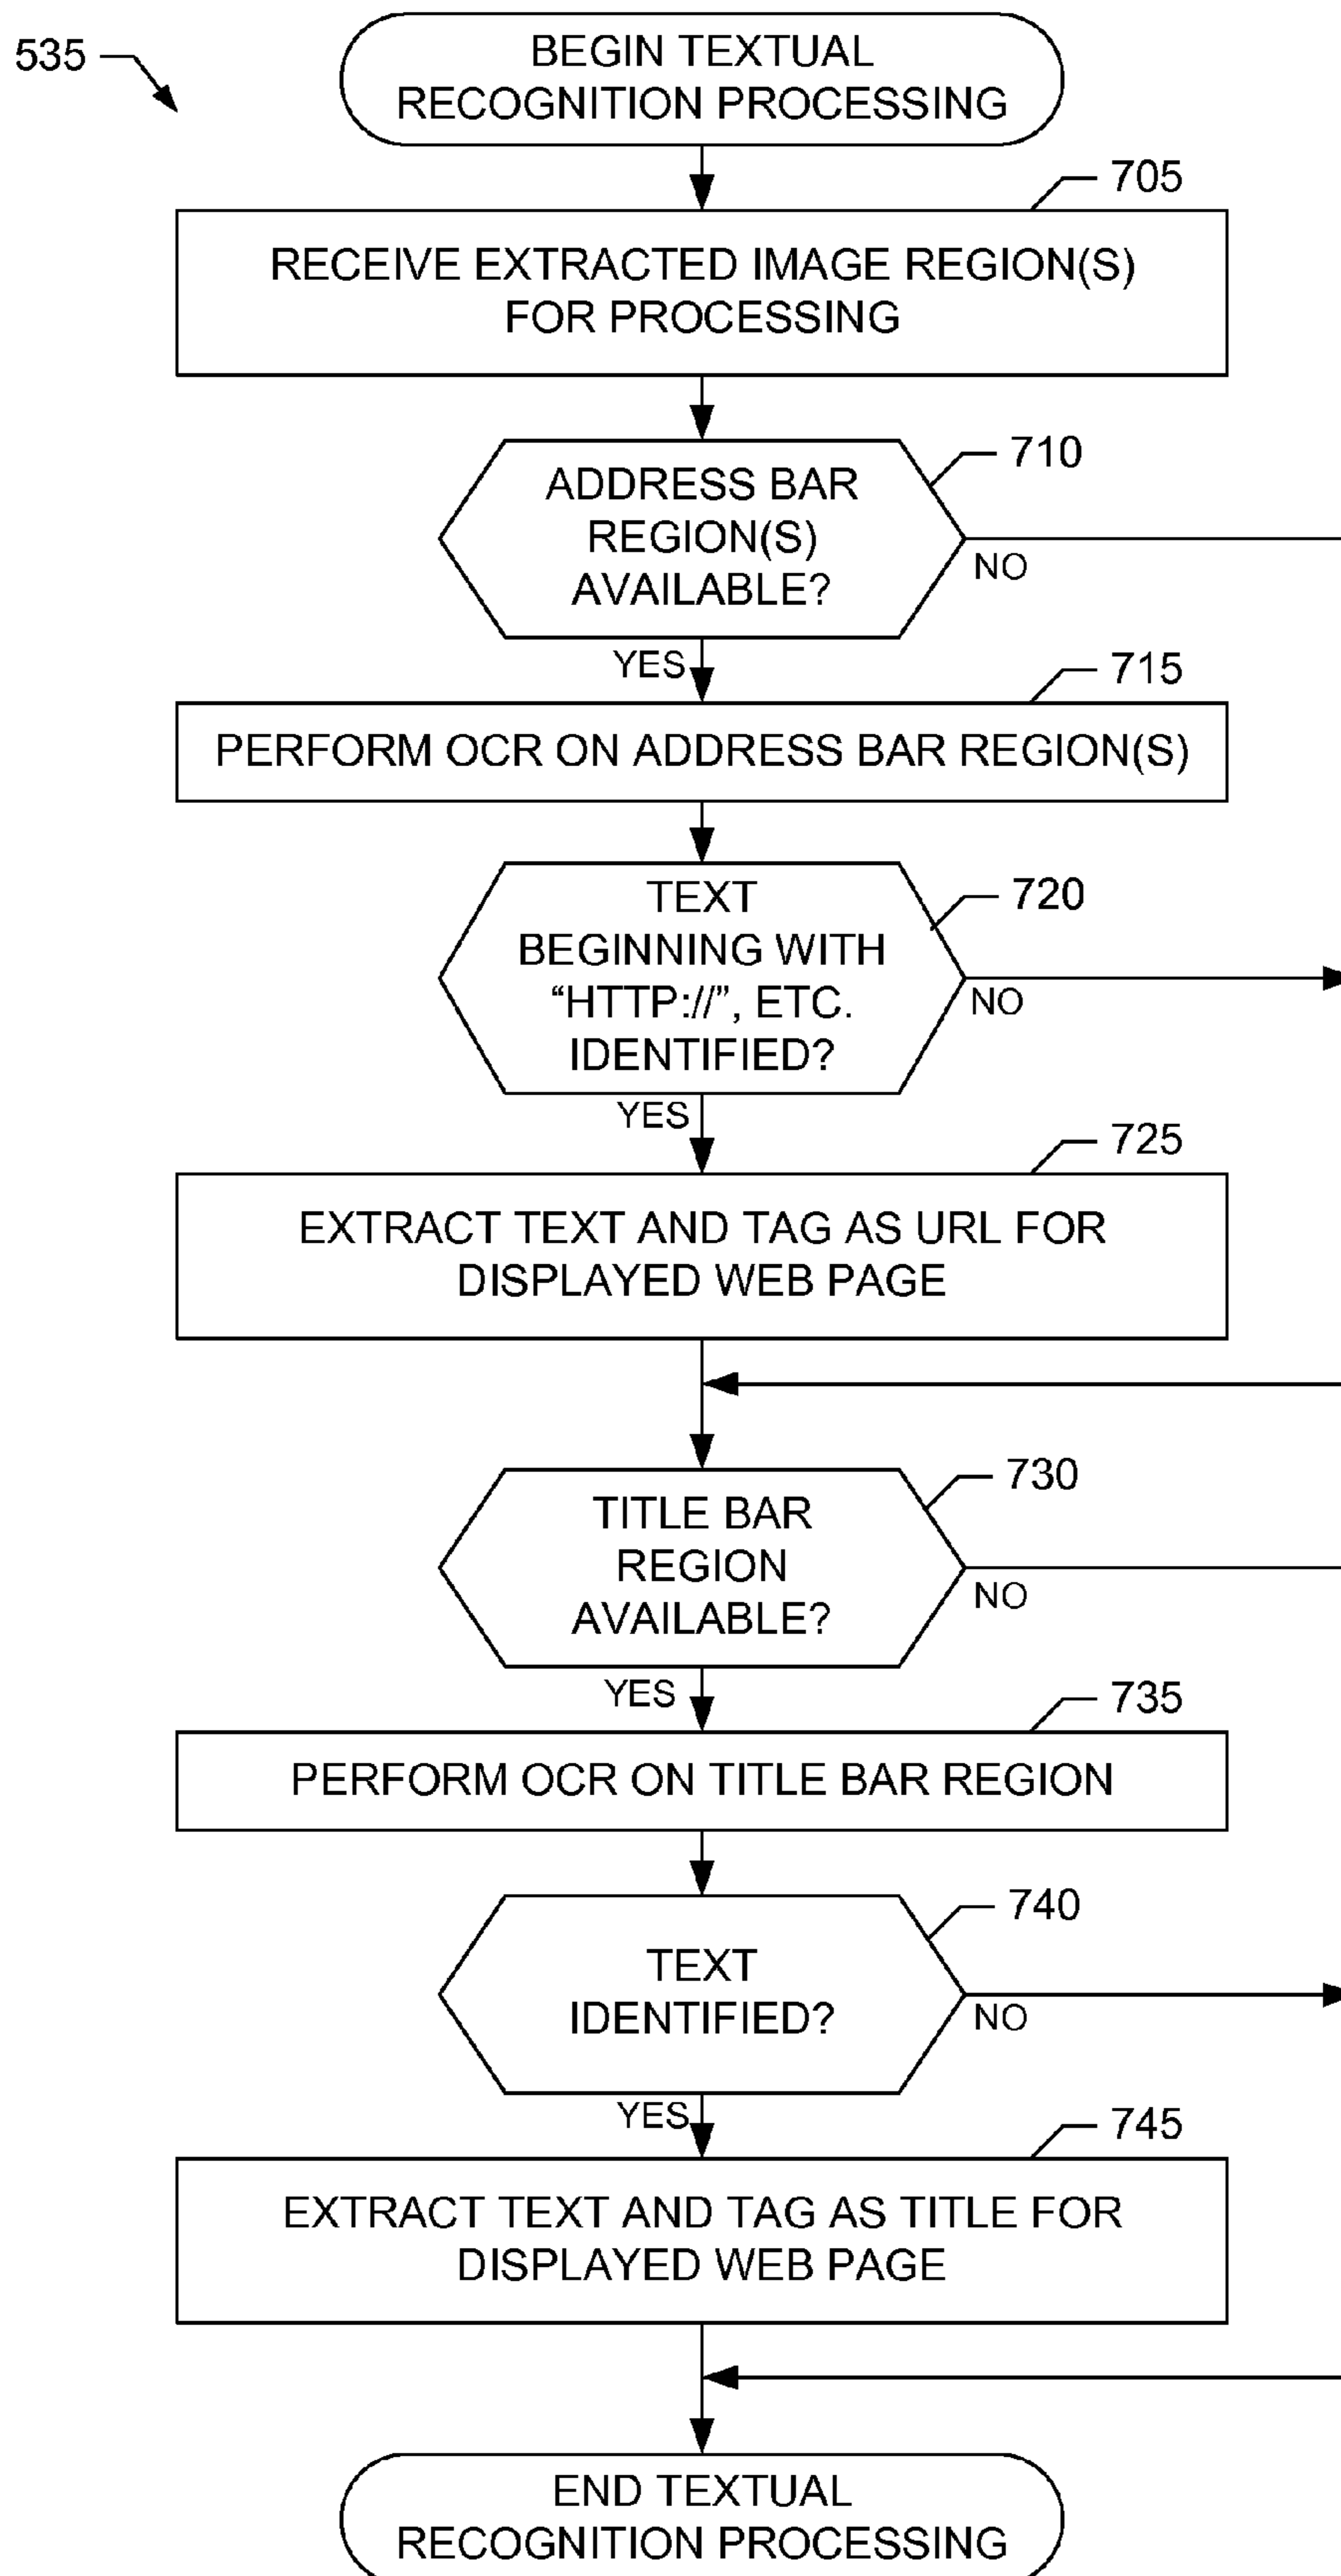 535
BEGIN TEXTUAL
RECOGNITION PROCESSING
705
RECEIVE EXTRACTED IMAGE REGION(S)
FOR PROCESSING
710
ADDRESS BAR
REGION(S)
AVAILABLE?
NO
YES
715
PERFORM OCR ON ADDRESS BAR REGION(S)
720
TEXT
BEGINNING WITH
“HTTP://”, ETC.
IDENTIFIED?
NO
YES
725
EXTRACT TEXT AND TAG AS URL FOR
DISPLAYED WEB PAGE
730
TITLE BAR
REGION
AVAILABLE?
NO
YES
735
PERFORM OCR ON TITLE BAR REGION
740
TEXT
IDENTIFIED?
NO
YES
745
EXTRACT TEXT AND TAG AS TITLE FOR
DISPLAYED WEB PAGE
END TEXTUAL
RECOGNITION PROCESSING